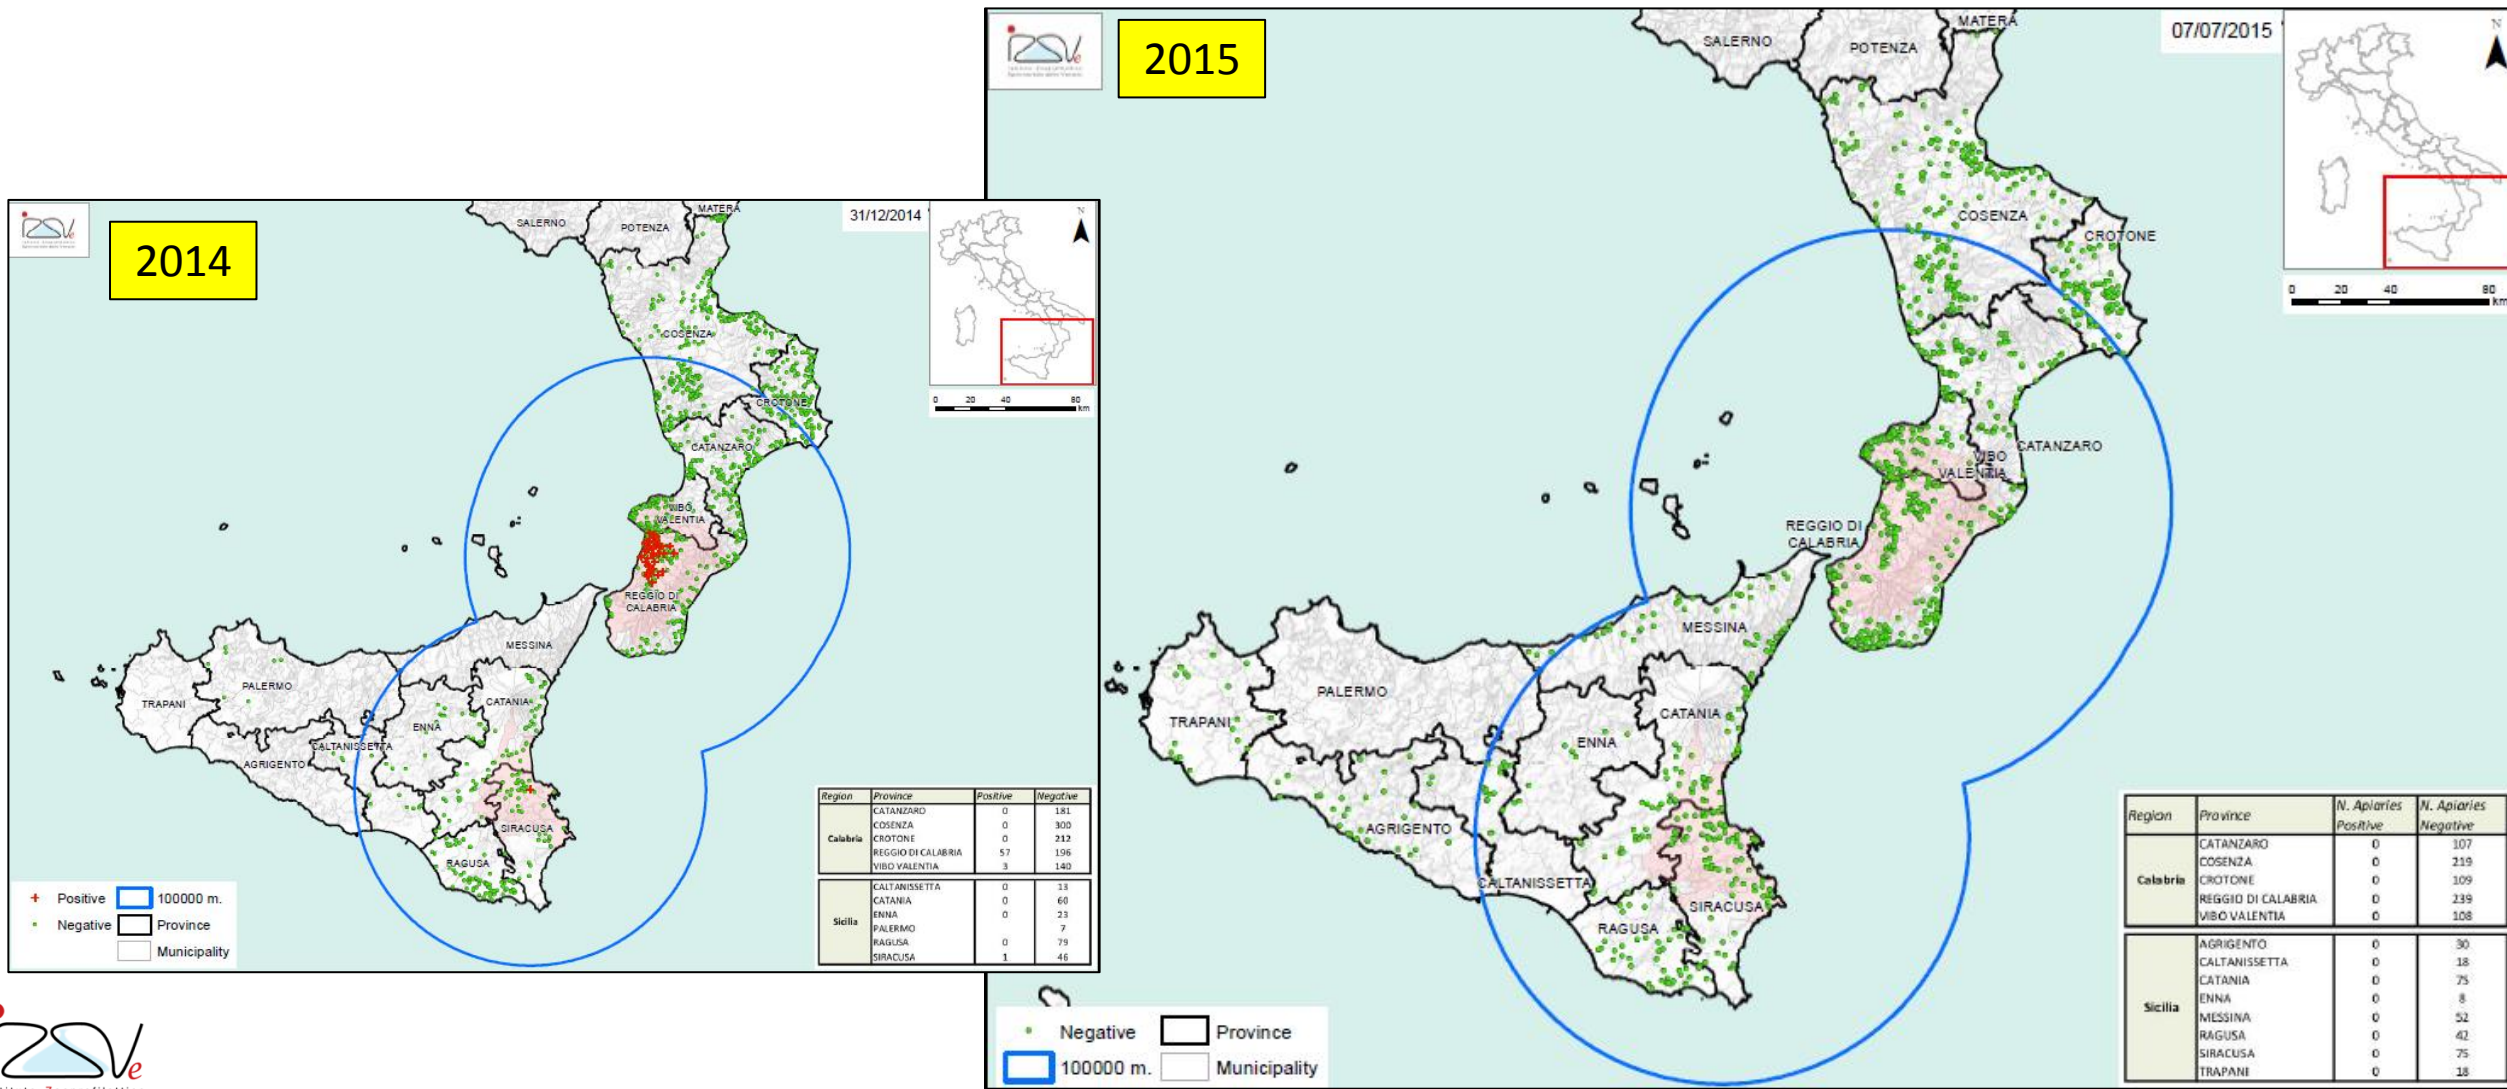 2014
31/12/2014
N
MATERA
SALERNO
POTENZA
COSENZA
CROTONE
CATANZARO
VIBO
VALENTIA
REGGIO DI
CALABRIA
MESSINA
PALERMO
TRAPANI
CATANIA
ENNA
CALTANISSETTA
AGRIGENTO
SIRACUSA
RAGUSA
0 20 40 80
km
Region Province Positive Negative
Calabria
CATANZARO 0 181
COSENZA 0 300
CROTONE 0 212
REGGIO DI CALABRIA 57 196
VIBO VALENTIA 3 140
Sicilia
CALTANISSETTA 0 13
CATANIA 0 60
ENNA 0 23
PALERMO 7
RAGUSA 0 79
SIRACUSA 1 46
Positive 100000 m.
Negative Province
Municipality
2015
07/07/2015
N
MATERA
SALERNO
POTENZA
COSENZA
CROTONE
CATANZARO
VIBO
VALENTIA
REGGIO DI
CALABRIA
MESSINA
PALERMO
TRAPANI
CATANIA
ENNA
AGRIGENTO
CALTANISSETTA
SIRACUSA
RAGUSA
0 20 40 80
km
Region Province N. Apiaries Positive N. Apiaries Negative
Calabria
CATANZARO 0 107
COSENZA 0 219
CROTONE 0 109
REGGIO DI CALABRIA 0 239
VIBO VALENTIA 0 108
Sicilia
AGRIGENTO 0 30
CALTANISSETTA 0 18
CATANIA 0 75
ENNA 0 8
MESSINA 0 52
RAGUSA 0 42
SIRACUSA 0 75
TRAPANI 0 18
Negative Province
100000 m. Municipality